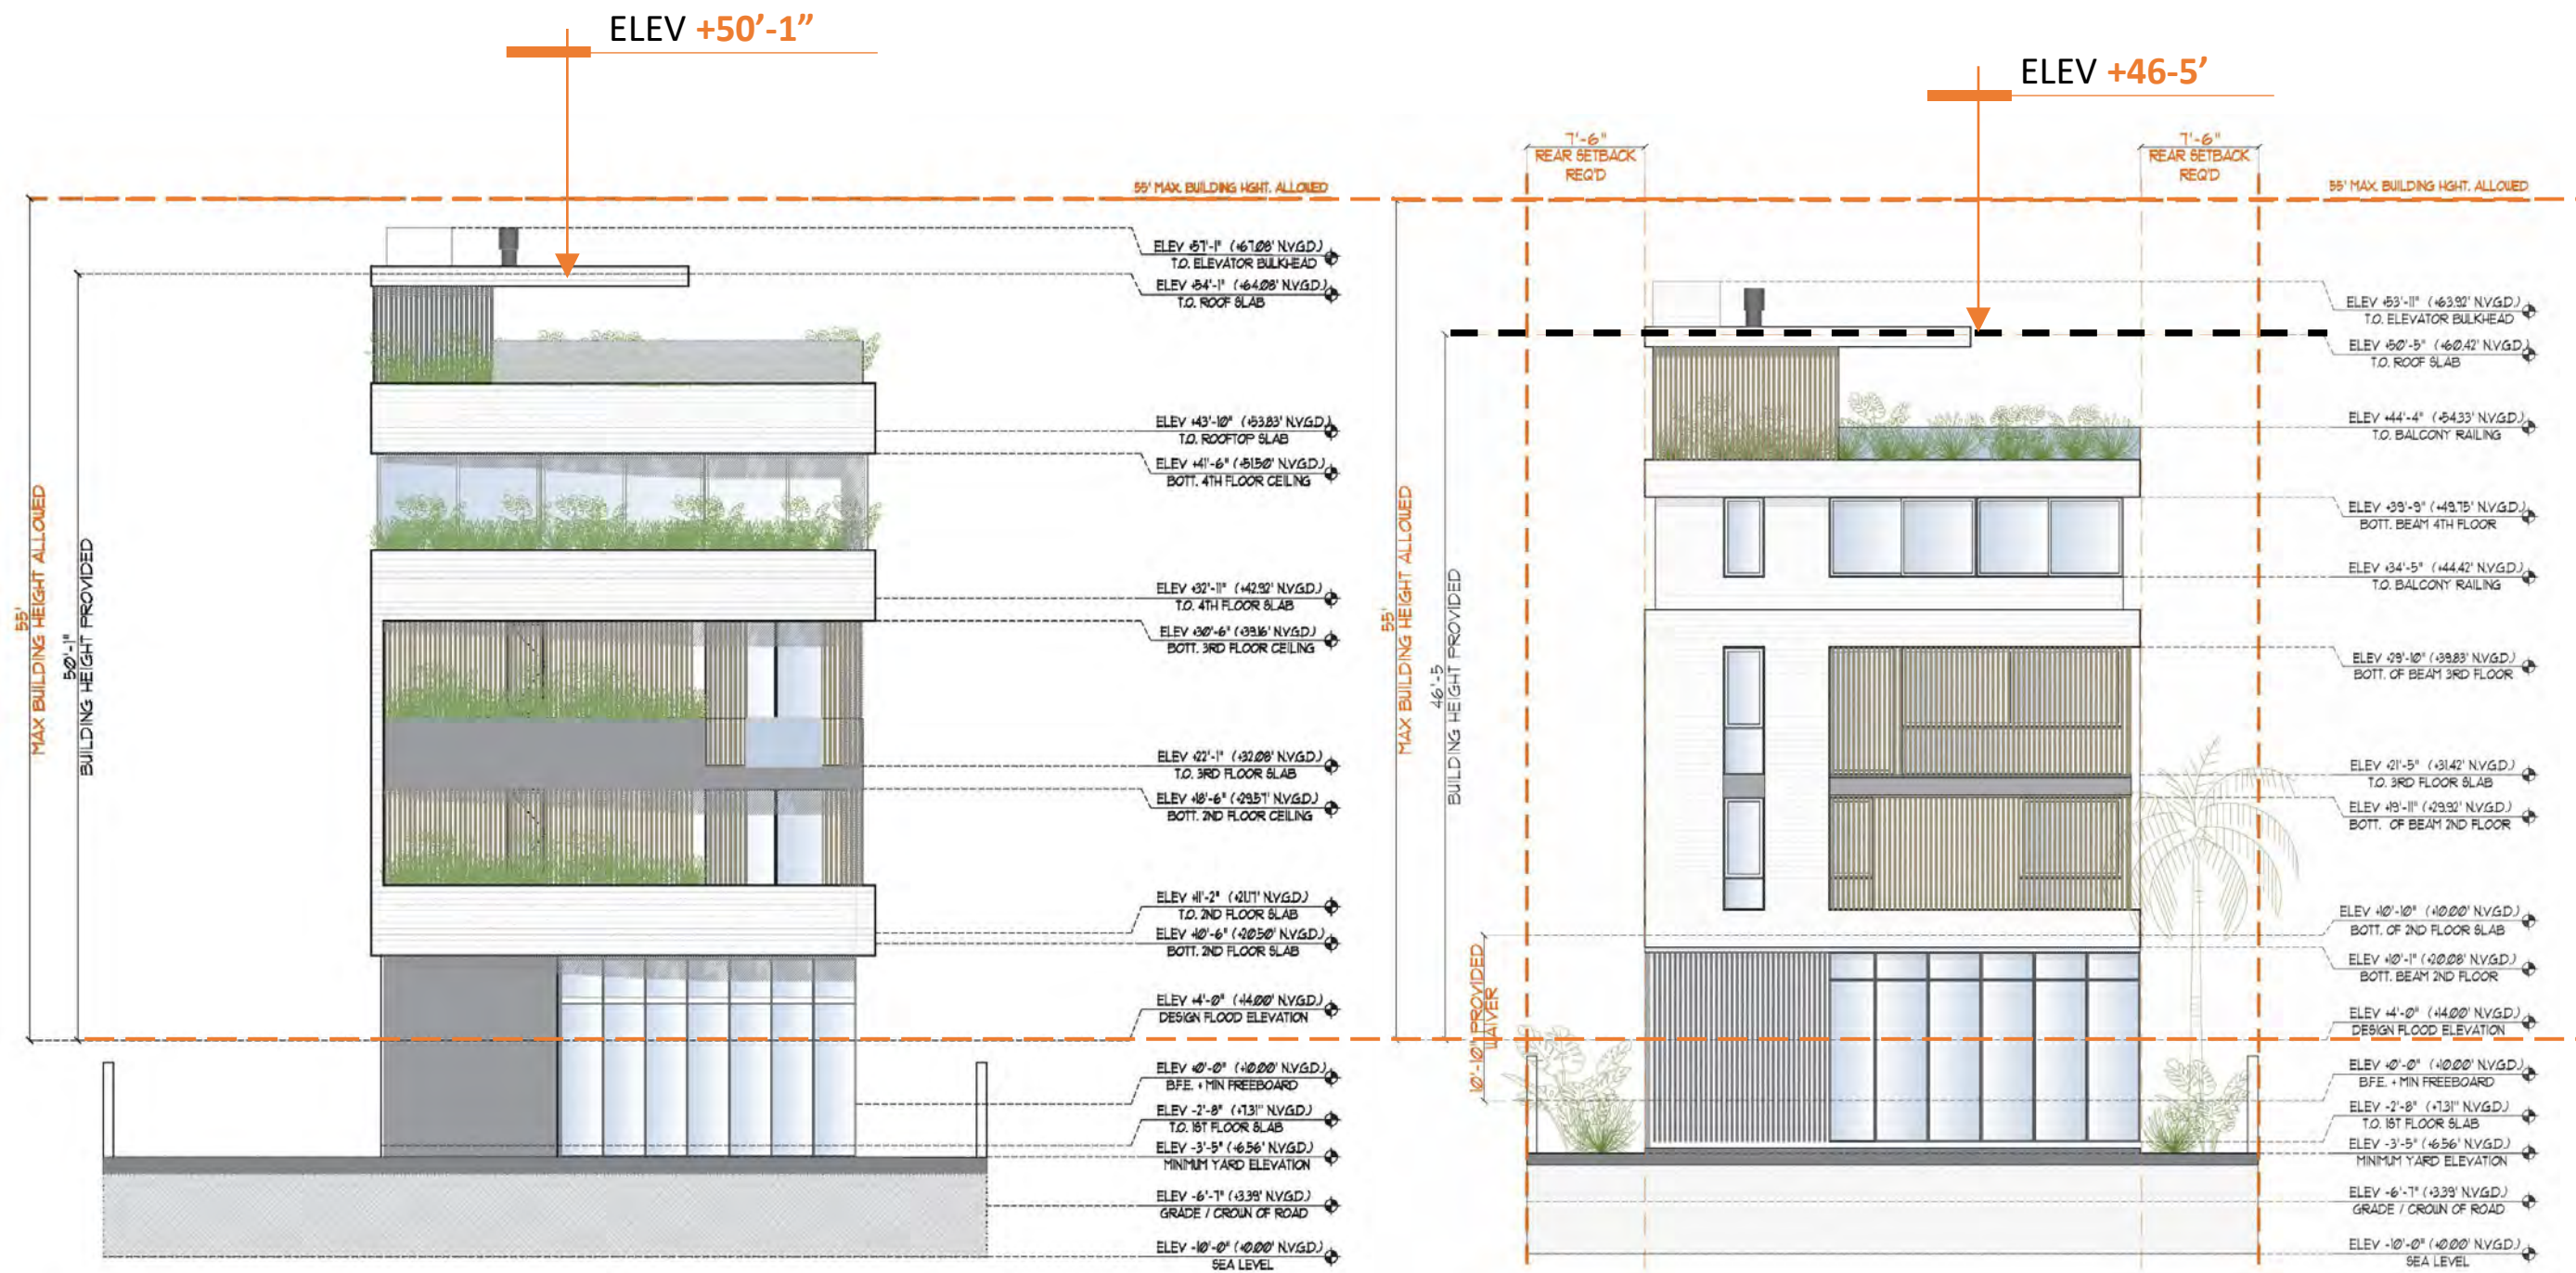 ELEV +50’-1”
ELEV +46-5’
55' MAX. BUILDING HGHT. ALLOWED
ELEV +57'-1" (+67.08' N.V.G.D.)
T.O. ELEVATOR BULKHEAD
ELEV +54'-1" (+64.08' N.V.G.D.)
T.O. ROOF SLAB
ELEV +43'-10" (+53.83' N.V.G.D.)
T.O. ROOFTOP SLAB
ELEV +41'-6" (+51.50' N.V.G.D.)
BOTT. 4TH FLOOR CEILING
ELEV +32'-11" (+42.92' N.V.G.D.)
T.O. 4TH FLOOR SLAB
ELEV +30'-6" (+39.16' N.V.G.D.)
BOTT. 3RD FLOOR CEILING
ELEV +22'-1" (+32.08' N.V.G.D.)
T.O. 3RD FLOOR SLAB
ELEV +18'-6" (+29.57' N.V.G.D.)
BOTT. 2ND FLOOR CEILING
ELEV +11'-2" (+21.17' N.V.G.D.)
T.O. 2ND FLOOR SLAB
ELEV +10'-6" (+20.50' N.V.G.D.)
BOTT. 2ND FLOOR SLAB
ELEV +4'-0" (+14.00' N.V.G.D.)
DESIGN FLOOD ELEVATION
ELEV +0'-0" (+10.00' N.V.G.D.)
B.F.E. + MIN FREEBOARD
ELEV -2'-8" (+7.31" N.V.G.D.)
T.O. 1ST FLOOR SLAB
ELEV -3'-5" (+6.56' N.V.G.D.)
MINIMUM YARD ELEVATION
ELEV -6'-7" (+3.39' N.V.G.D.)
GRADE / CROWN OF ROAD
ELEV -10'-0" (+0.00' N.V.G.D.)
SEA LEVEL
55'
MAX BUILDING HEIGHT ALLOWED
50'-1"
BUILDING HEIGHT PROVIDED
7'-6"
REAR SETBACK
REQ'D
7'-6"
REAR SETBACK
REQ'D
55' MAX. BUILDING HGHT. ALLOWED
ELEV +53'-11" (+63.92' N.V.G.D.)
T.O. ELEVATOR BULKHEAD
ELEV +50'-5" (+60.42' N.V.G.D.)
T.O. ROOF SLAB
ELEV +44'-4" (+54.33' N.V.G.D.)
T.O. BALCONY RAILING
ELEV +39'-9" (+49.75' N.V.G.D.)
BOTT. BEAM 4TH FLOOR
ELEV +34'-5" (+44.42' N.V.G.D.)
T.O. BALCONY RAILING
ELEV +29'-10" (+39.83' N.V.G.D.)
BOTT. OF BEAM 3RD FLOOR
ELEV +21'-5" (+31.42' N.V.G.D.)
T.O. 3RD FLOOR SLAB
ELEV +19'-11" (+29.92' N.V.G.D.)
BOTT. OF BEAM 2ND FLOOR
ELEV +10'-10" (+10.00' N.V.G.D.)
BOTT. OF 2ND FLOOR SLAB
ELEV +10'-1" (+20.08' N.V.G.D.)
BOTT. BEAM 2ND FLOOR
ELEV +4'-0" (+14.00' N.V.G.D.)
DESIGN FLOOD ELEVATION
ELEV +0'-0" (+10.00' N.V.G.D.)
B.F.E. + MIN FREEBOARD
ELEV -2'-8" (+7.31" N.V.G.D.)
T.O. 1ST FLOOR SLAB
ELEV -3'-5" (+6.56' N.V.G.D.)
MINIMUM YARD ELEVATION
ELEV -6'-7" (+3.39' N.V.G.D.)
GRADE / CROWN OF ROAD
ELEV -10'-0" (+0.00' N.V.G.D.)
SEA LEVEL
55'
MAX BUILDING HEIGHT ALLOWED
46'-5
BUILDING HEIGHT PROVIDED
10'-10" PROVIDED
WAIVER